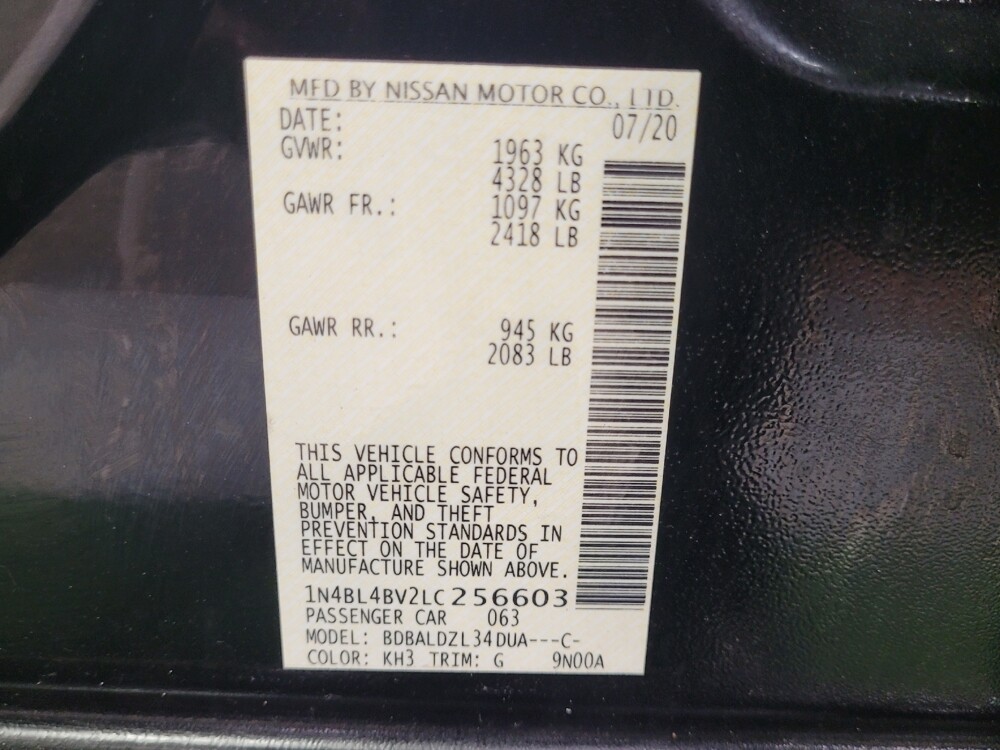 MFD BY NISSAN MOTOR CO., LTD.
DATE: 07/20
GVWR: 1963 KG
4328 LB
GAWR FR.: 1097 KG
2418 LB
GAWR RR.: 945 KG
2083 LB
THIS VEHICLE CONFORMS TO
ALL APPLICABLE FEDERAL
MOTOR VEHICLE SAFETY,
BUMPER, AND THEFT
PREVENTION STANDARDS IN
EFFECT ON THE DATE OF
MANUFACTURE SHOWN ABOVE.
1N4BL4BV2LC256603
PASSENGER CAR 063
MODEL: BDBALDZL34DUA---C-
COLOR: KH3 TRIM: G 9N00A